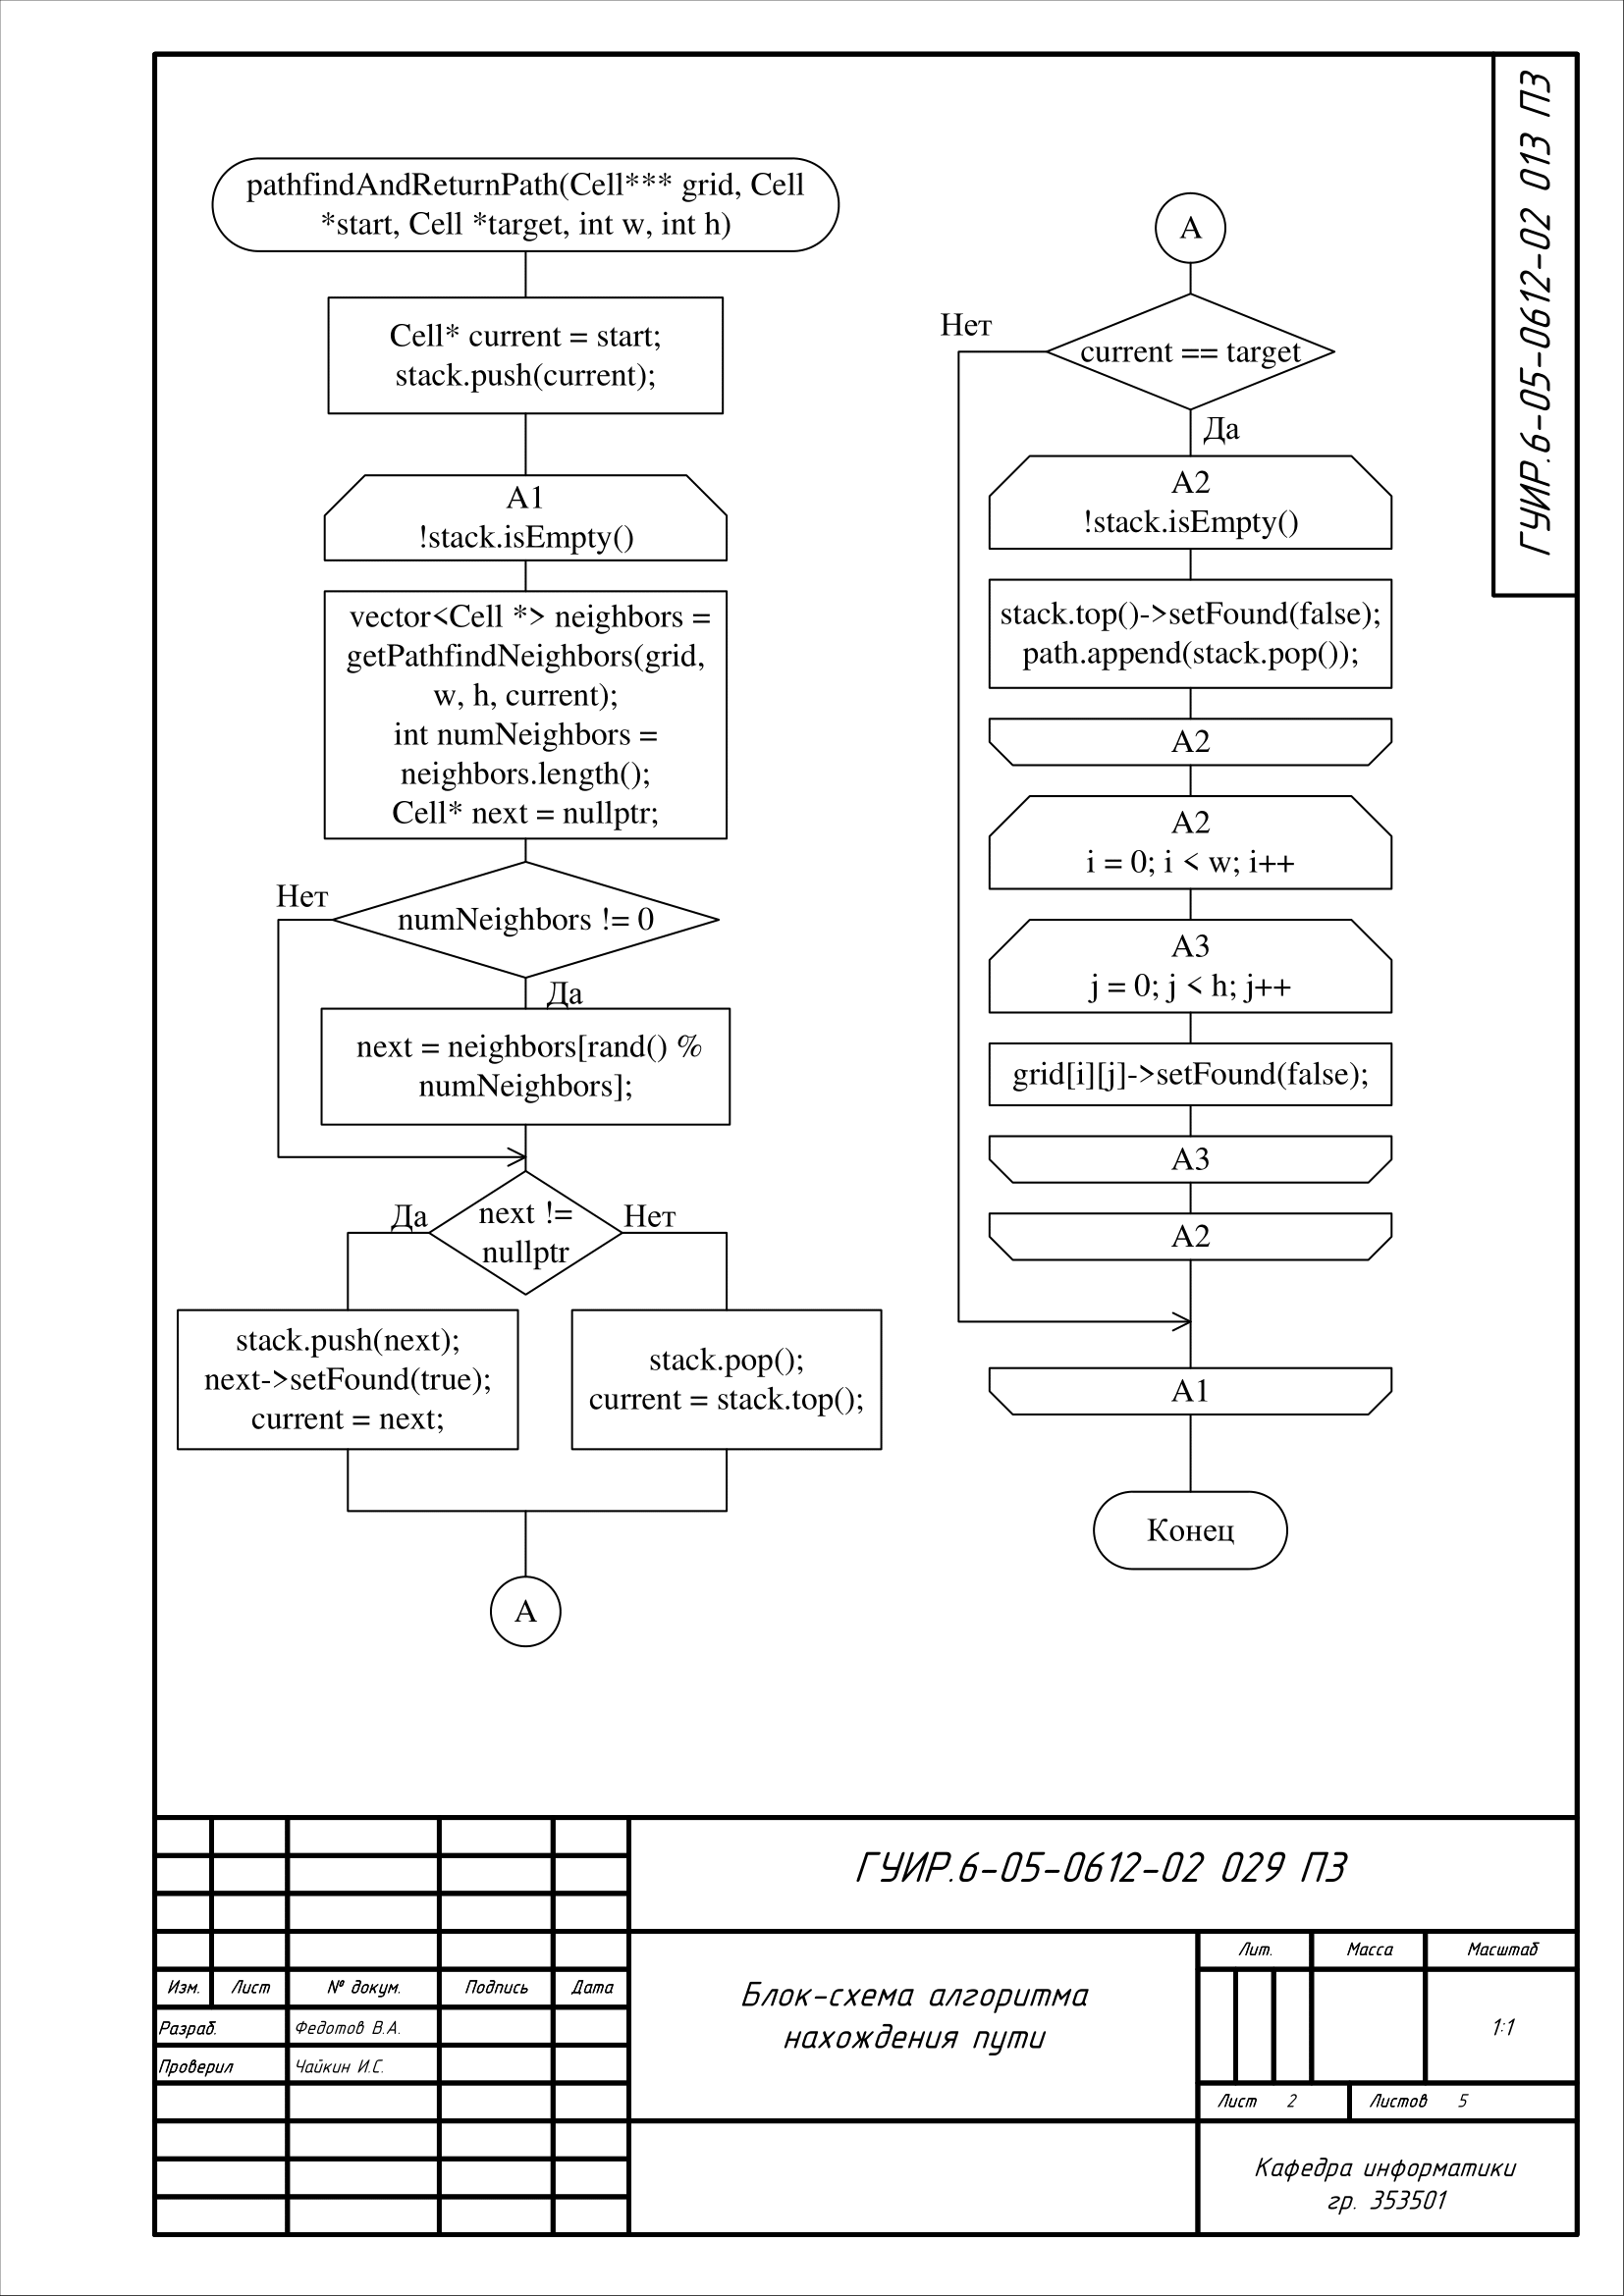 ГУИР.6-05-0612-02 013 ПЗ
pathfindAndReturnPath(Cell*** grid, Cell
*start, Cell *target, int w, int h)
Cell* current = start;
stack.push(current);
A1
!stack.isEmpty()
vector<Cell *> neighbors =
getPathfindNeighbors(grid,
w, h, current);
int numNeighbors =
neighbors.length();
Cell* next = nullptr;
Нет
numNeighbors != 0
Да
next = neighbors[rand() %
numNeighbors];
Да
next !=
nullptr
Нет
stack.push(next);
next->setFound(true);
current = next;
stack.pop();
current = stack.top();
A
A
Нет
current == target
Да
A2
!stack.isEmpty()
stack.top()->setFound(false);
path.append(stack.pop());
A2
A2
i = 0; i < w; i++
A3
j = 0; j < h; j++
grid[i][j]->setFound(false);
A3
A2
A1
Конец
ГУИР.6-05-0612-02 029 ПЗ
Изм. Лист № докум. Подпись Дата
Разраб. Федотов В.А.
Проверил Чайкин И.С.
Блок-схема алгоритма
нахождения пути
Лит. Масса Масштаб
1:1
Лист 2 Листов 5
Кафедра информатики
гр. 353501